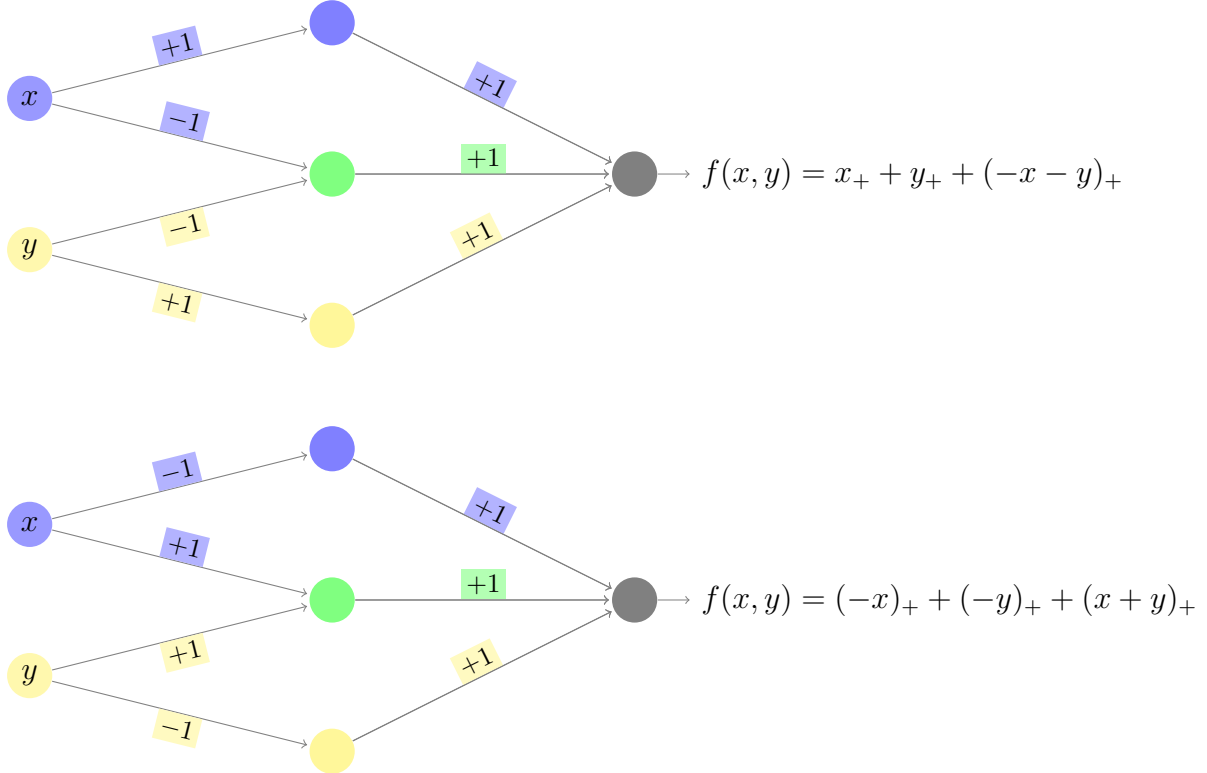 +1
+1
x
−1
+1
f(x, y) = x₊ + y₊ + (−x − y)₊
−1
+1
y
+1
−1
+1
x
+1
+1
f(x, y) = (−x)₊ + (−y)₊ + (x + y)₊
+1
+1
y
−1